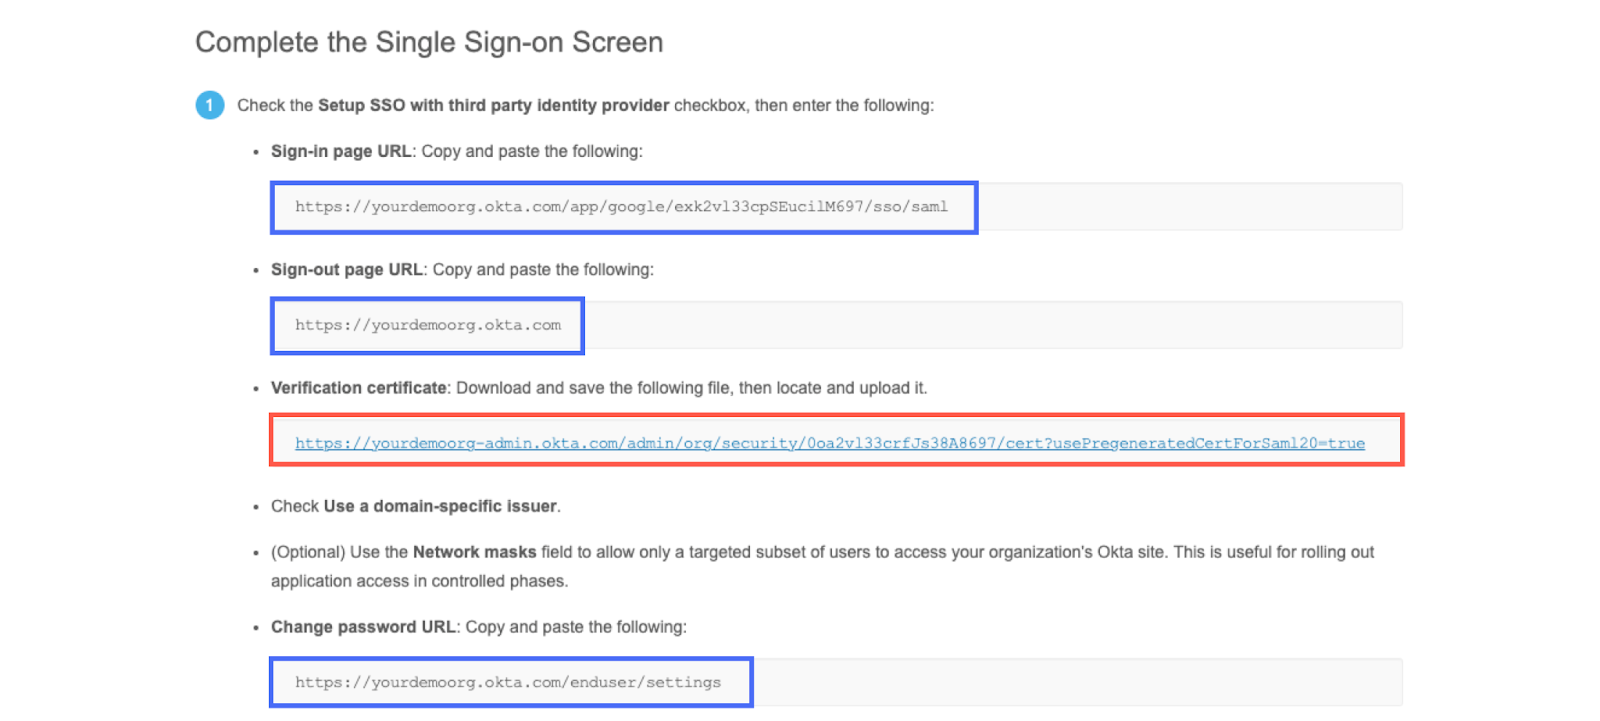 Complete the Single Sign-on Screen
1 Check the Setup SSO with third party identity provider checkbox, then enter the following:
• Sign-in page URL: Copy and paste the following:
https://yourdemoorg.okta.com/app/google/exk2vl33cpSEucilM697/sso/saml
• Sign-out page URL: Copy and paste the following:
https://yourdemoorg.okta.com
• Verification certificate: Download and save the following file, then locate and upload it.
https://yourdemoorg-admin.okta.com/admin/org/security/0oa2vl33crfJs38A8697/cert?usePregeneratedCertForSaml20=true
• Check Use a domain-specific issuer.
• (Optional) Use the Network masks field to allow only a targeted subset of users to access your organization's Okta site. This is useful for rolling out
application access in controlled phases.
• Change password URL: Copy and paste the following:
https://yourdemoorg.okta.com/enduser/settings